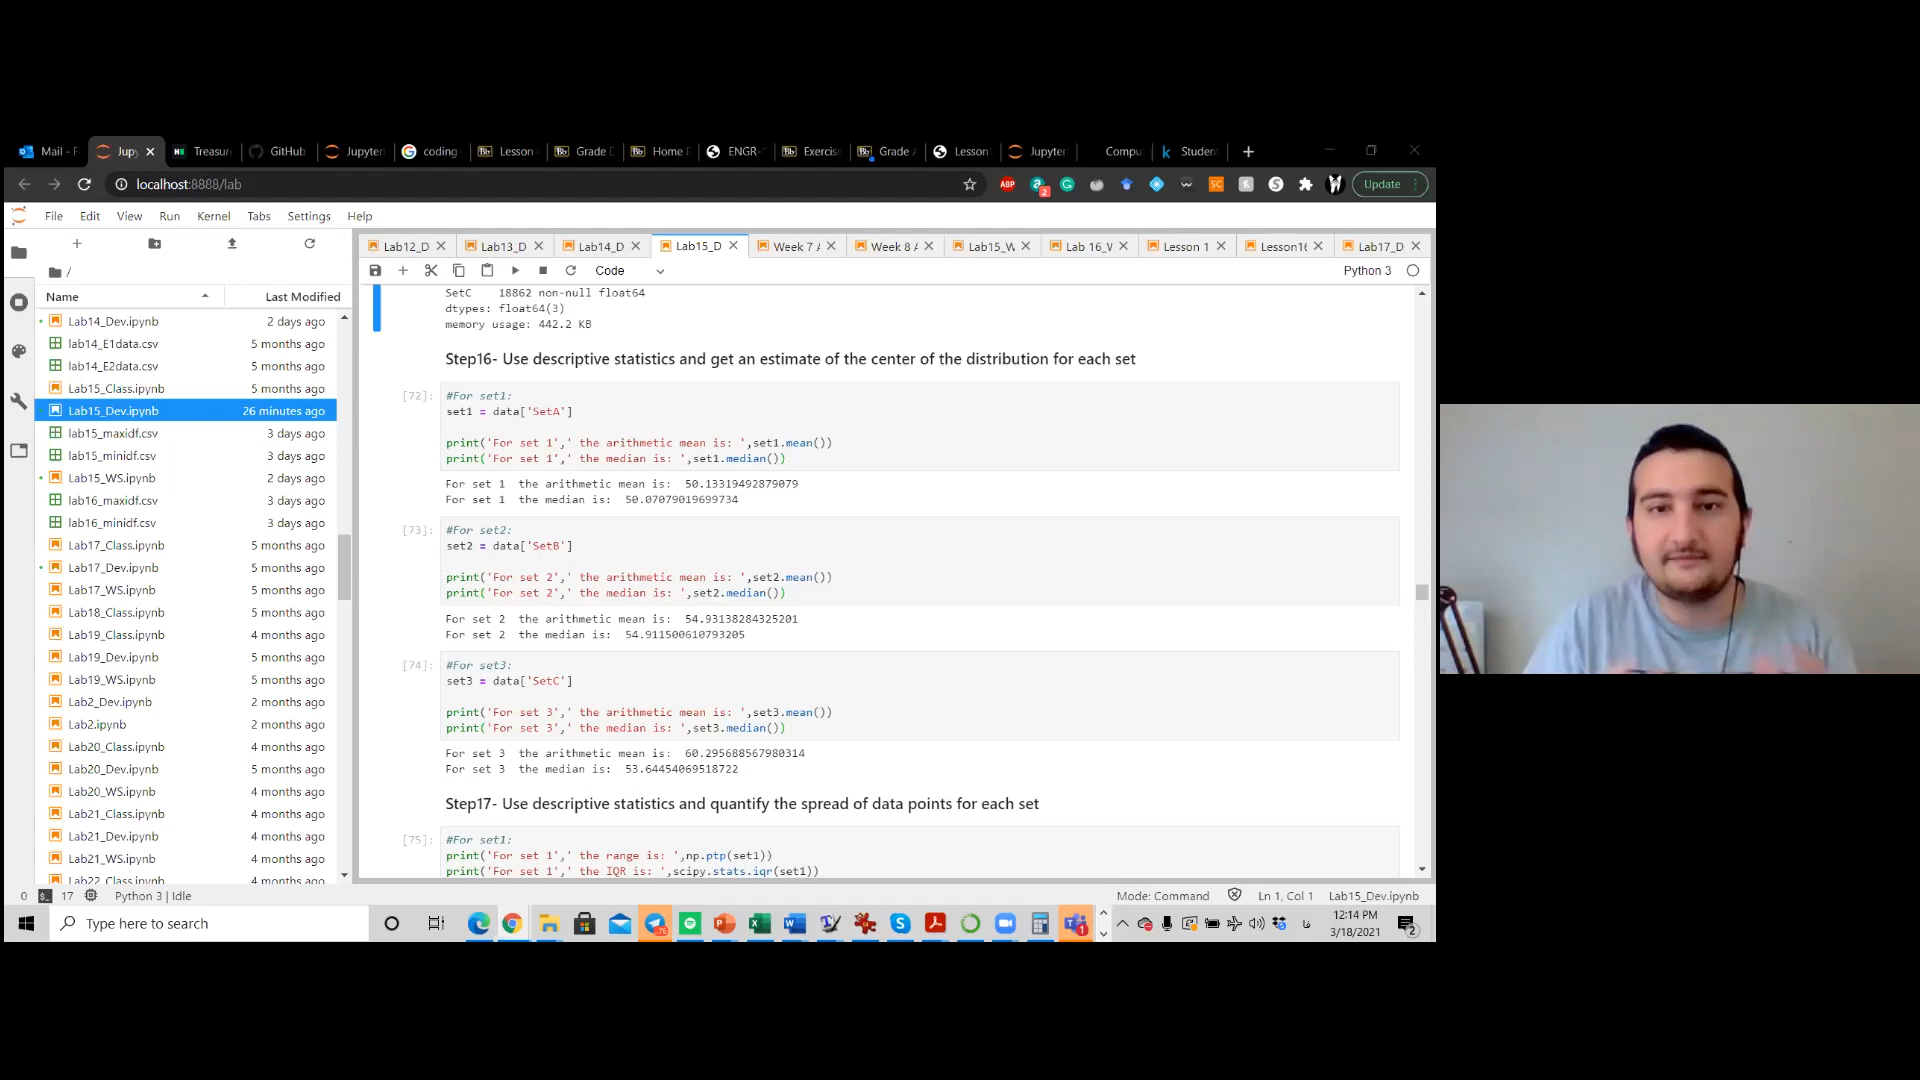 Mail - F
Jup
Treasure
GitHub
Jupyter
coding
Lesson
Grade
Home P
ENGR-
Exercise
Grade
Lesson
Jupyter
Compu
Student
localhost:8888/lab
Update
File Edit View Run Kernel Tabs Settings Help
Lab12_D
Lab13_D
Lab14_D
Lab15_D
Week 7 A
Week 8 A
Lab15_W
Lab 16_W
Lesson 1
Lesson16
Lab17_D
Code
Python 3
/
Name Last Modified
Lab14_Dev.ipynb 2 days ago
lab14_E1data.csv 5 months ago
lab14_E2data.csv 5 months ago
Lab15_Class.ipynb 5 months ago
Lab15_Dev.ipynb 26 minutes ago
lab15_maxidf.csv 3 days ago
lab15_minidf.csv 3 days ago
Lab15_WS.ipynb 2 days ago
lab16_maxidf.csv 3 days ago
lab16_minidf.csv 3 days ago
Lab17_Class.ipynb 5 months ago
Lab17_Dev.ipynb 5 months ago
Lab17_WS.ipynb 5 months ago
Lab18_Class.ipynb 5 months ago
Lab19_Class.ipynb 4 months ago
Lab19_Dev.ipynb 5 months ago
Lab19_WS.ipynb 5 months ago
Lab2_Dev.ipynb 2 months ago
Lab2.ipynb 2 months ago
Lab20_Class.ipynb 4 months ago
Lab20_Dev.ipynb 5 months ago
Lab20_WS.ipynb 4 months ago
Lab21_Class.ipynb 4 months ago
Lab21_Dev.ipynb 4 months ago
Lab21_WS.ipynb 4 months ago
Lab22_Class.ipynb 4 months ago
SetC 18862 non-null float64
dtypes: float64(3)
memory usage: 442.2 KB
Step16- Use descriptive statistics and get an estimate of the center of the distribution for each set
[72]: #For set1:
set1 = data['SetA']
print('For set 1',' the arithmetic mean is: ',set1.mean())
print('For set 1',' the median is: ',set1.median())
For set 1 the arithmetic mean is: 50.13319492879079
For set 1 the median is: 50.07079019699734
[73]: #For set2:
set2 = data['SetB']
print('For set 2',' the arithmetic mean is: ',set2.mean())
print('For set 2',' the median is: ',set2.median())
For set 2 the arithmetic mean is: 54.93138284325201
For set 2 the median is: 54.911500610793205
[74]: #For set3:
set3 = data['SetC']
print('For set 3',' the arithmetic mean is: ',set3.mean())
print('For set 3',' the median is: ',set3.median())
For set 3 the arithmetic mean is: 60.295688567980314
For set 3 the median is: 53.64454069518722
Step17- Use descriptive statistics and quantify the spread of data points for each set
[75]: #For set1:
print('For set 1',' the range is: ',np.ptp(set1))
print('For set 1',' the IQR is: ',scipy.stats.iqr(set1))
0 17 Python 3 | Idle
Mode: Command Ln 1, Col 1 Lab15_Dev.ipynb
Type here to search
12:14 PM
3/18/2021